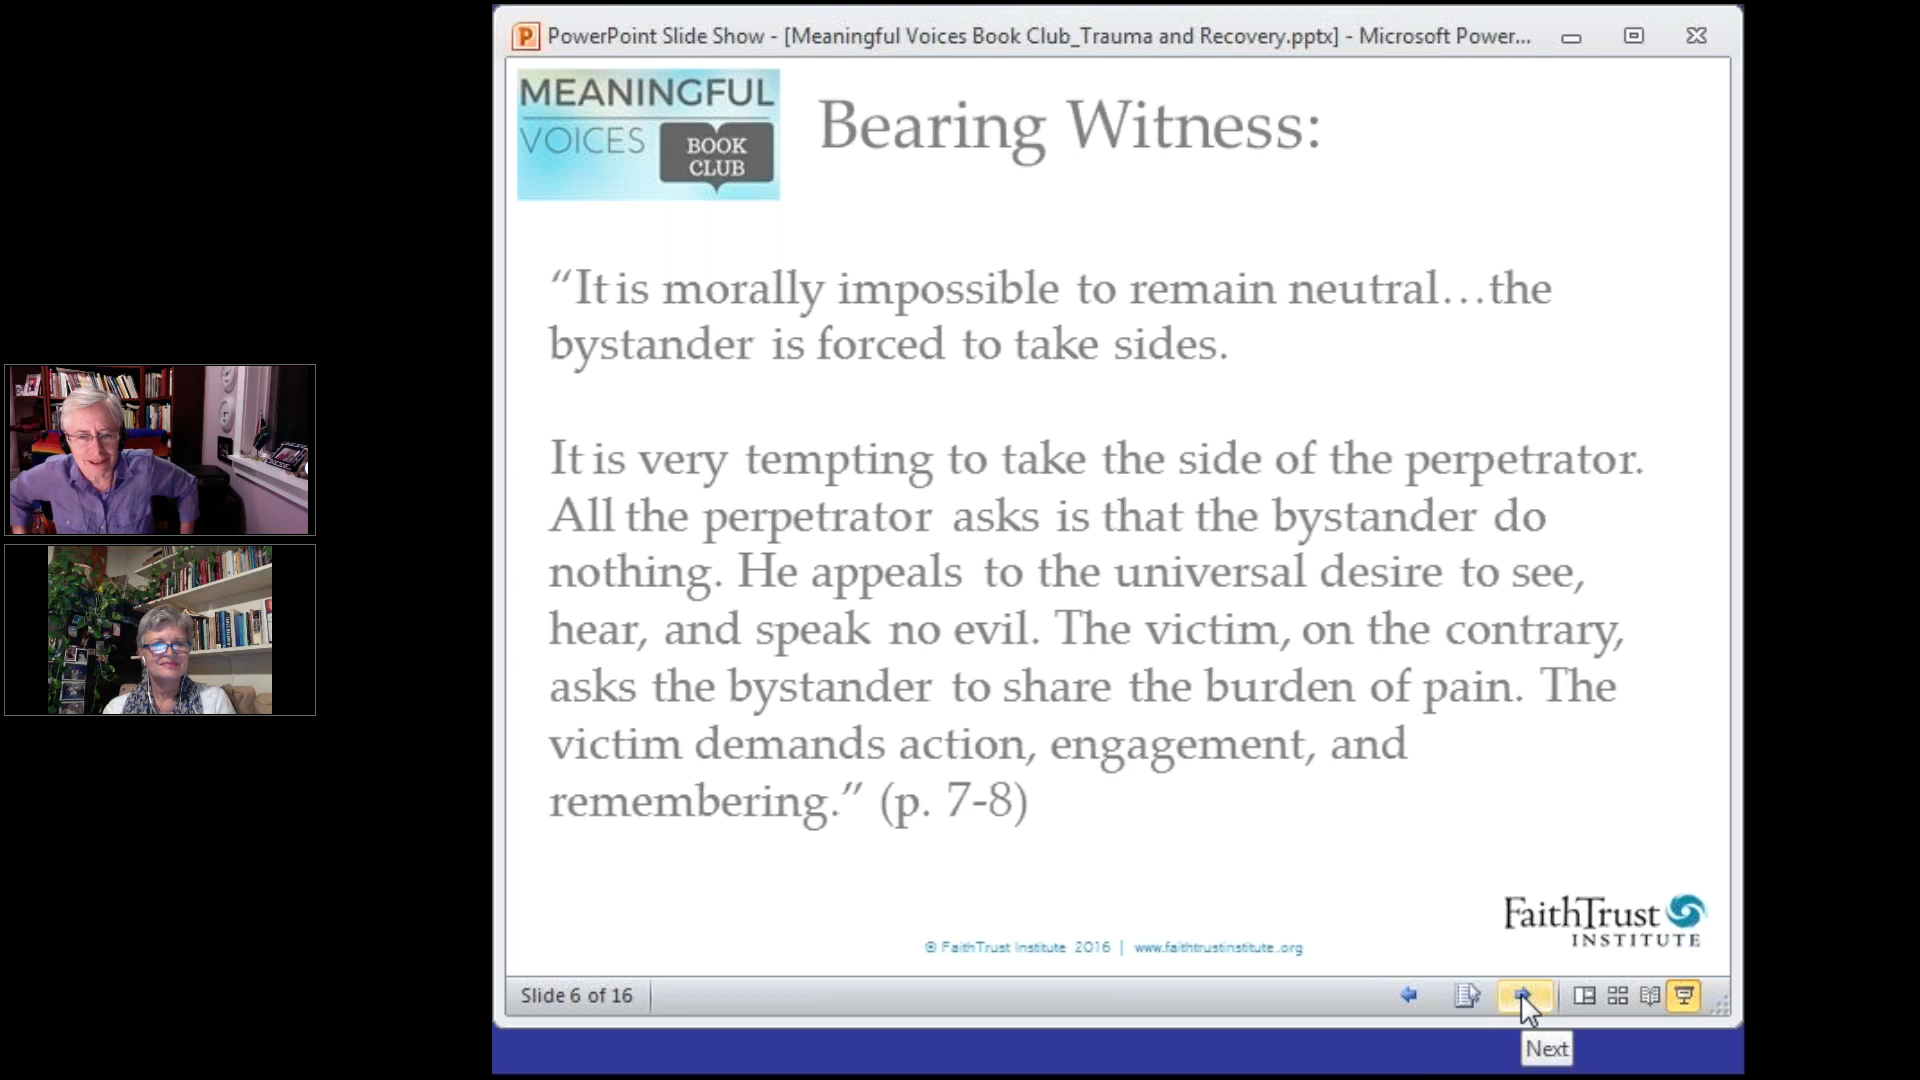 PowerPoint Slide Show - [Meaningful Voices Book Club_Trauma and Recovery.pptx] - Microsoft Power...
MEANINGFUL
VOICES
BOOK
CLUB
Bearing Witness:
“It is morally impossible to remain neutral…the
bystander is forced to take sides.
It is very tempting to take the side of the perpetrator.
All the perpetrator asks is that the bystander do
nothing. He appeals to the universal desire to see,
hear, and speak no evil. The victim, on the contrary,
asks the bystander to share the burden of pain. The
victim demands action, engagement, and
remembering.” (p. 7-8)
FaithTrust
INSTITUTE
© FaithTrust Institute 2016 | www.faithtrustinstitute.org
Slide 6 of 16
Next